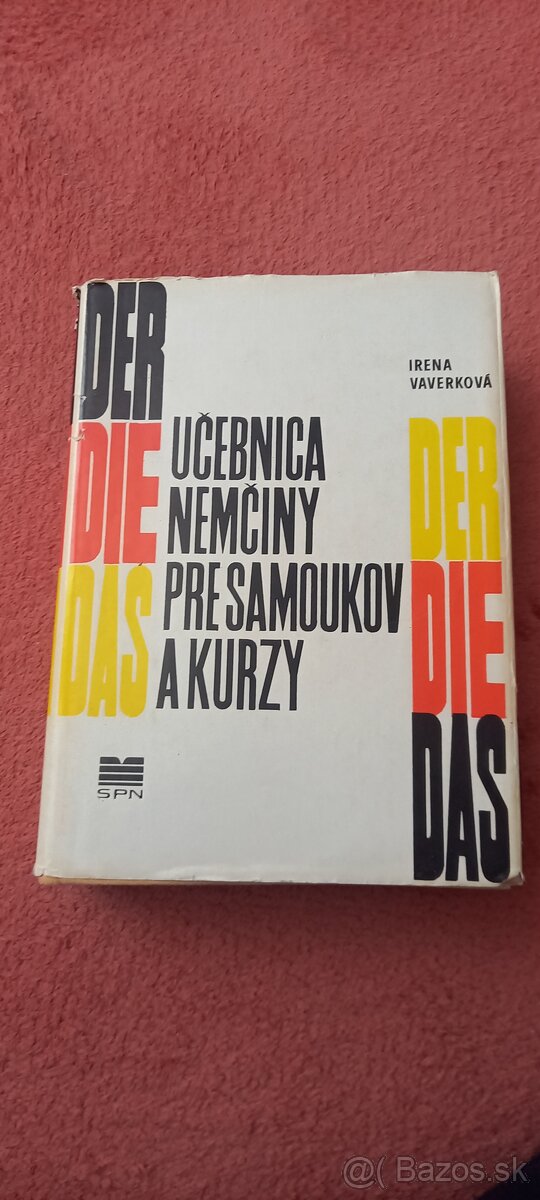 DER
DIE
DAS
IRENA
VAVERKOVÁ
UČEBNICA
NEMČINY
PRE SAMOUKOV
A KURZY
DER
DIE
DAS
SPN
@( Bazos.sk